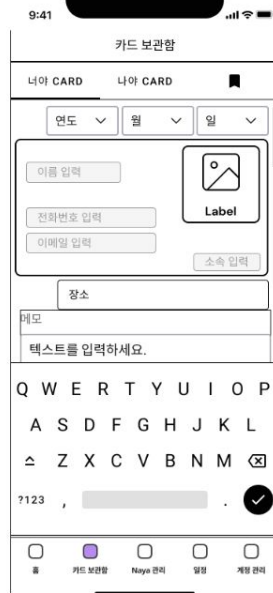 9:41
카드 보관함
너야 CARD 나야 CARD
연도 월 일
이름 입력
Label
전화번호 입력
이메일 입력
소속 입력
장소
메모
텍스트를 입력하세요.
Q W E R T Y U I O P
A S D F G H J K L
Z X C V B N M
?123 , .
홈 카드 보관함 Naya 관리 일정 계정 관리